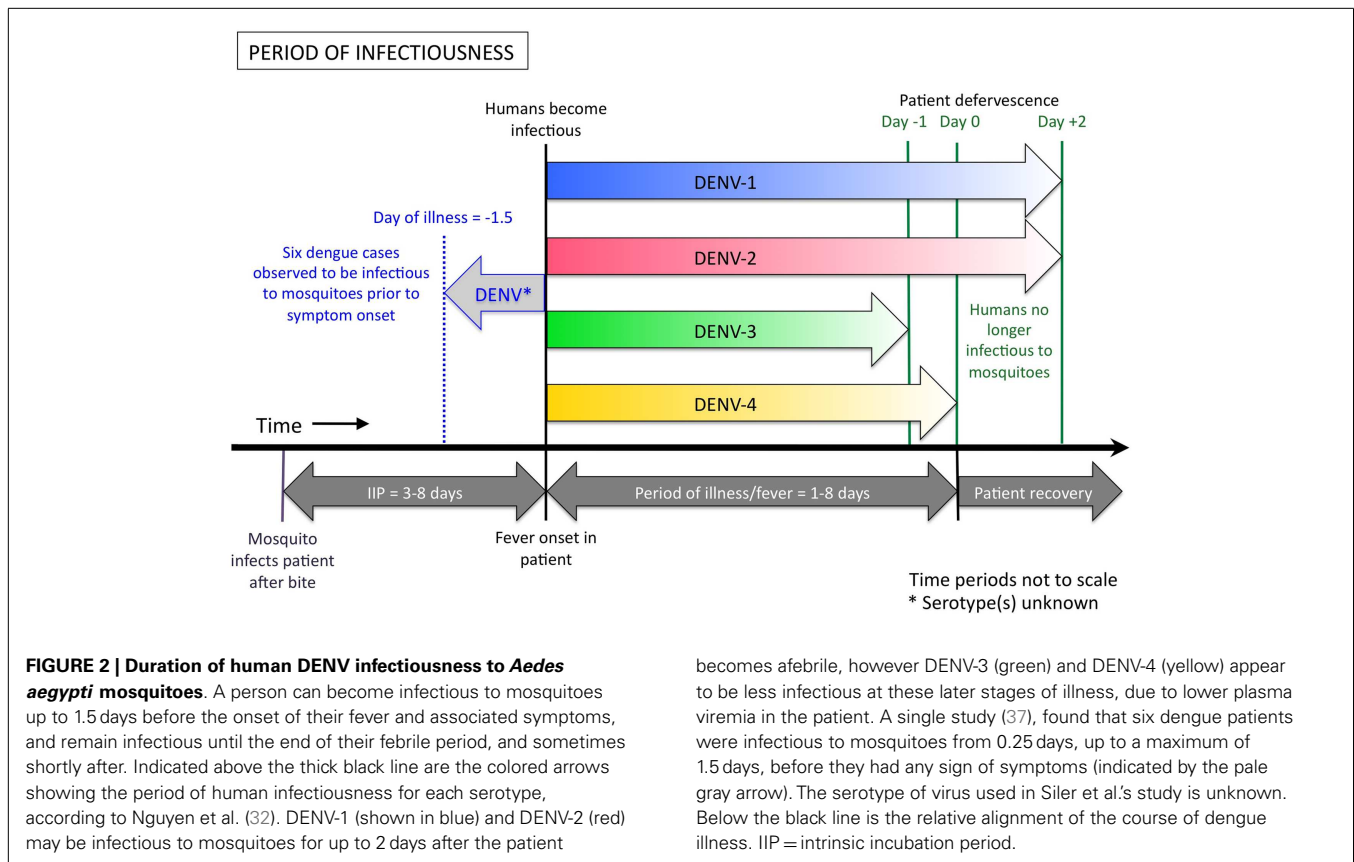 PERIOD OF INFECTIOUSNESS
Humans become
infectious
Patient defervescence
Day -1 Day 0 Day +2
DENV-1
Day of illness = -1.5
Six dengue cases
observed to be infectious
to mosquitoes prior to
symptom onset
DENV-2
DENV*
DENV-3
Humans no
longer
infectious to
mosquitoes
DENV-4
Time
IIP = 3-8 days
Period of illness/fever = 1-8 days
Patient recovery
Mosquito
infects patient
after bite
Fever onset in
patient
Time periods not to scale
* Serotype(s) unknown
FIGURE 2 | Duration of human DENV infectiousness to Aedes
aegypti mosquitoes. A person can become infectious to mosquitoes
up to 1.5 days before the onset of their fever and associated symptoms,
and remain infectious until the end of their febrile period, and sometimes
shortly after. Indicated above the thick black line are the colored arrows
showing the period of human infectiousness for each serotype,
according to Nguyen et al. (32). DENV-1 (shown in blue) and DENV-2 (red)
may be infectious to mosquitoes for up to 2 days after the patient
becomes afebrile, however DENV-3 (green) and DENV-4 (yellow) appear
to be less infectious at these later stages of illness, due to lower plasma
viremia in the patient. A single study (37), found that six dengue patients
were infectious to mosquitoes from 0.25 days, up to a maximum of
1.5 days, before they had any sign of symptoms (indicated by the pale
gray arrow). The serotype of virus used in Siler et al.'s study is unknown.
Below the black line is the relative alignment of the course of dengue
illness. IIP = intrinsic incubation period.